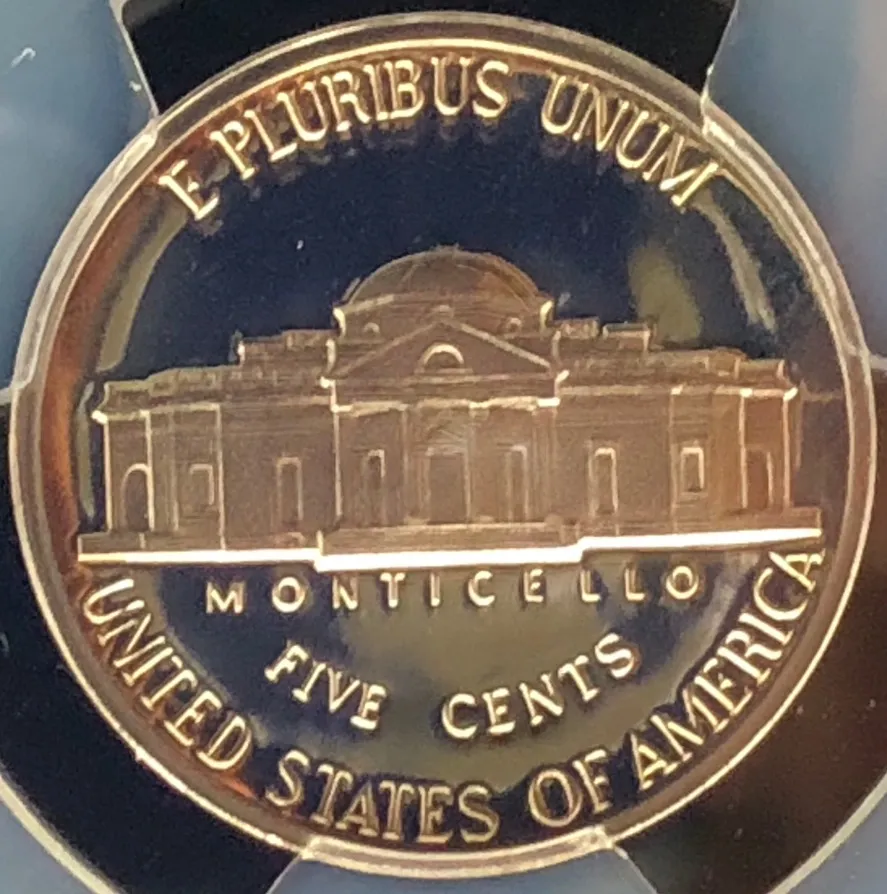 E PLURIBUS UNUM
MONTICELLO
FIVE CENTS
UNITED STATES OF AMERICA